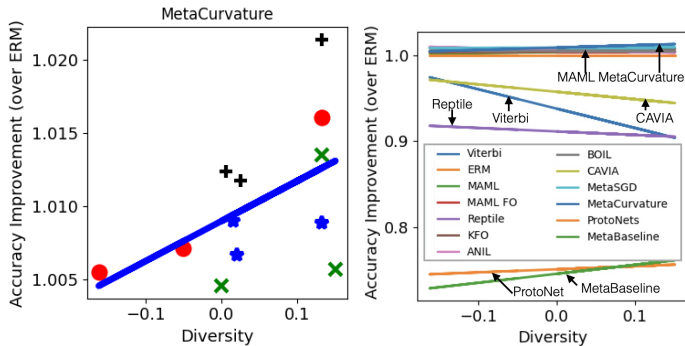 MetaCurvature
Accuracy Improvement (over ERM)
1.020
1.015
1.010
1.005
−0.1
0.0
0.1
Diversity
Accuracy Improvement (over ERM)
1.0
0.9
0.8
MAML MetaCurvature
Reptile
Viterbi
CAVIA
Viterbi
ERM
MAML
MAML FO
Reptile
KFO
ANIL
BOIL
CAVIA
MetaSGD
MetaCurvature
ProtoNets
MetaBaseline
ProtoNet
MetaBaseline
−0.1
0.0
0.1
Diversity